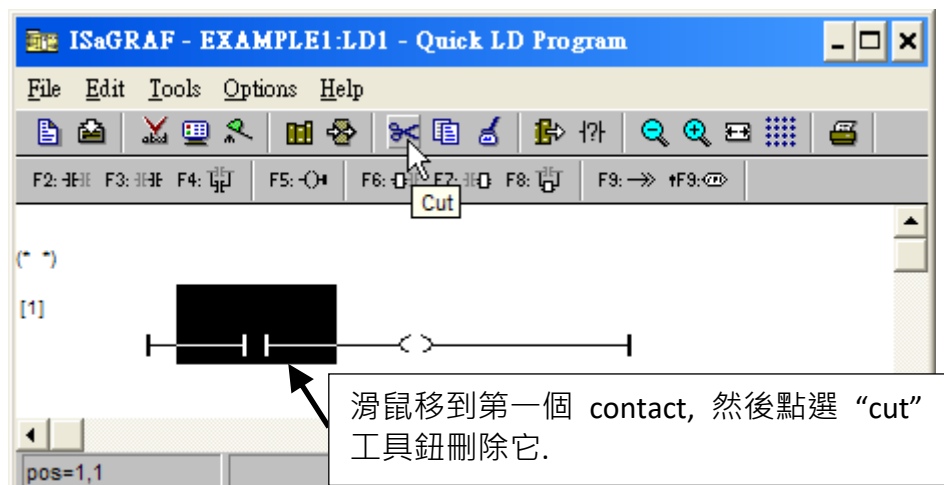 ISaGRAF - EXAMPLE1:LD1 - Quick LD Program
File Edit Tools Options Help
F2: F3: F4: F5: F6: F7: F8: F9: F9:
Cut
(* *)
[1]
滑鼠移到第一個 contact, 然後點選 “cut”
工具鈕刪除它.
pos=1,1